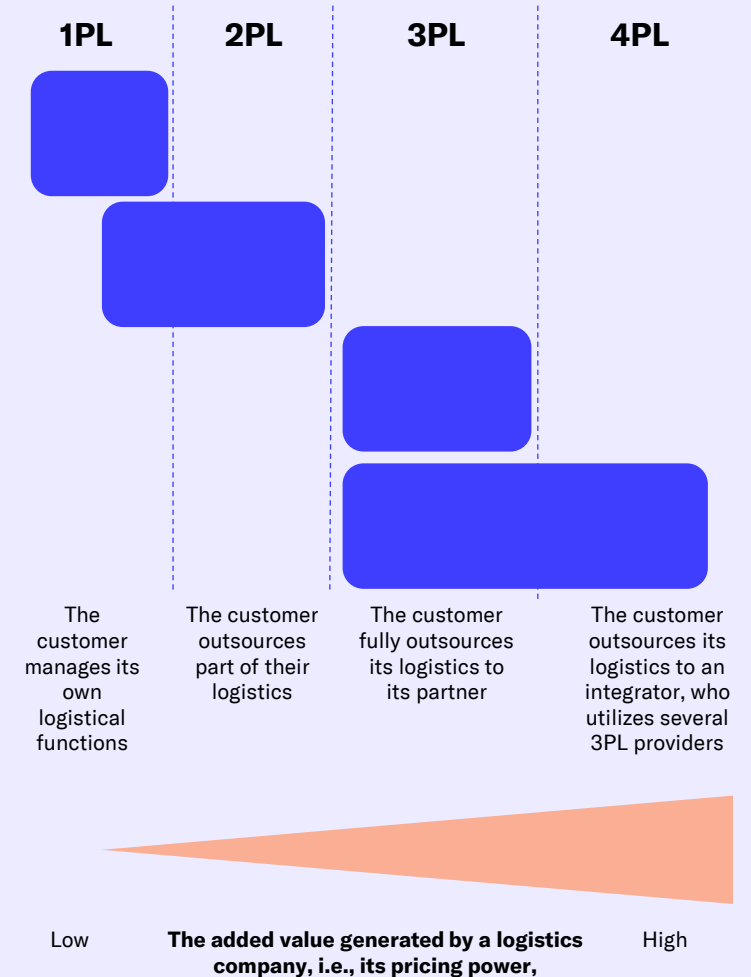 1PL 2PL 3PL 4PL
The
customer
manages its
own
logistical
functions
The customer
outsources
part of their
logistics
The customer
fully outsources
its logistics to
its partner
The customer
outsources its
logistics to an
integrator, who
utilizes several
3PL providers
Low
The added value generated by a logistics
company, i.e., its pricing power,
High